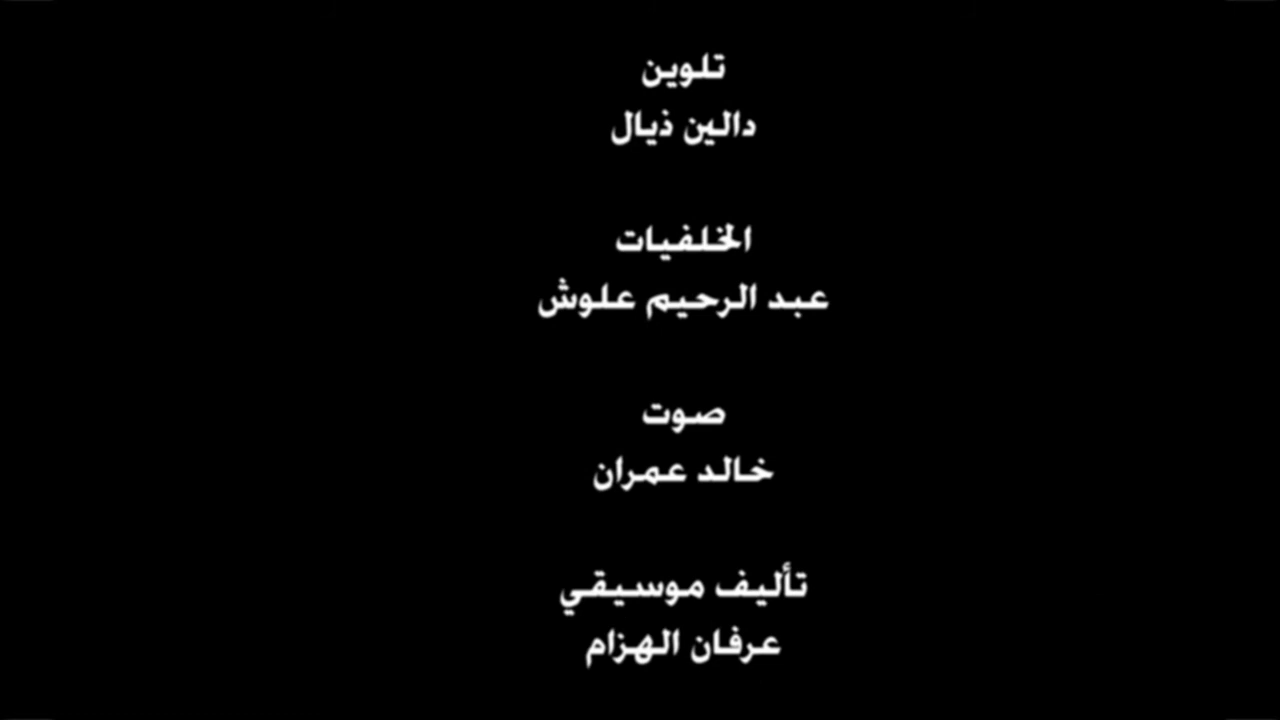 تلوين
دالين ذيال
الخلفيات
عبد الرحيم علوش
صوت
خالد عمران
تأليف موسيقي
عرفان الهزام